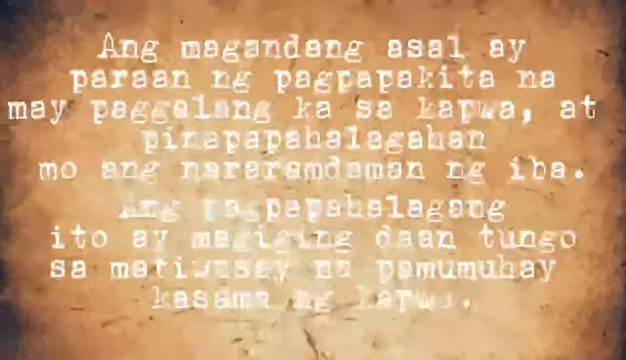 Ang magandang asal ay
paraan ng pagpapakita na
may paggalang ka sa kapwa, at
pinapapahalagahan
mo ang nararamdaman ng iba.
Ang pagpapahalagang
ito ay magiging daan tungo
sa matiwasay na pamumuhay
kasama ng kapwa.